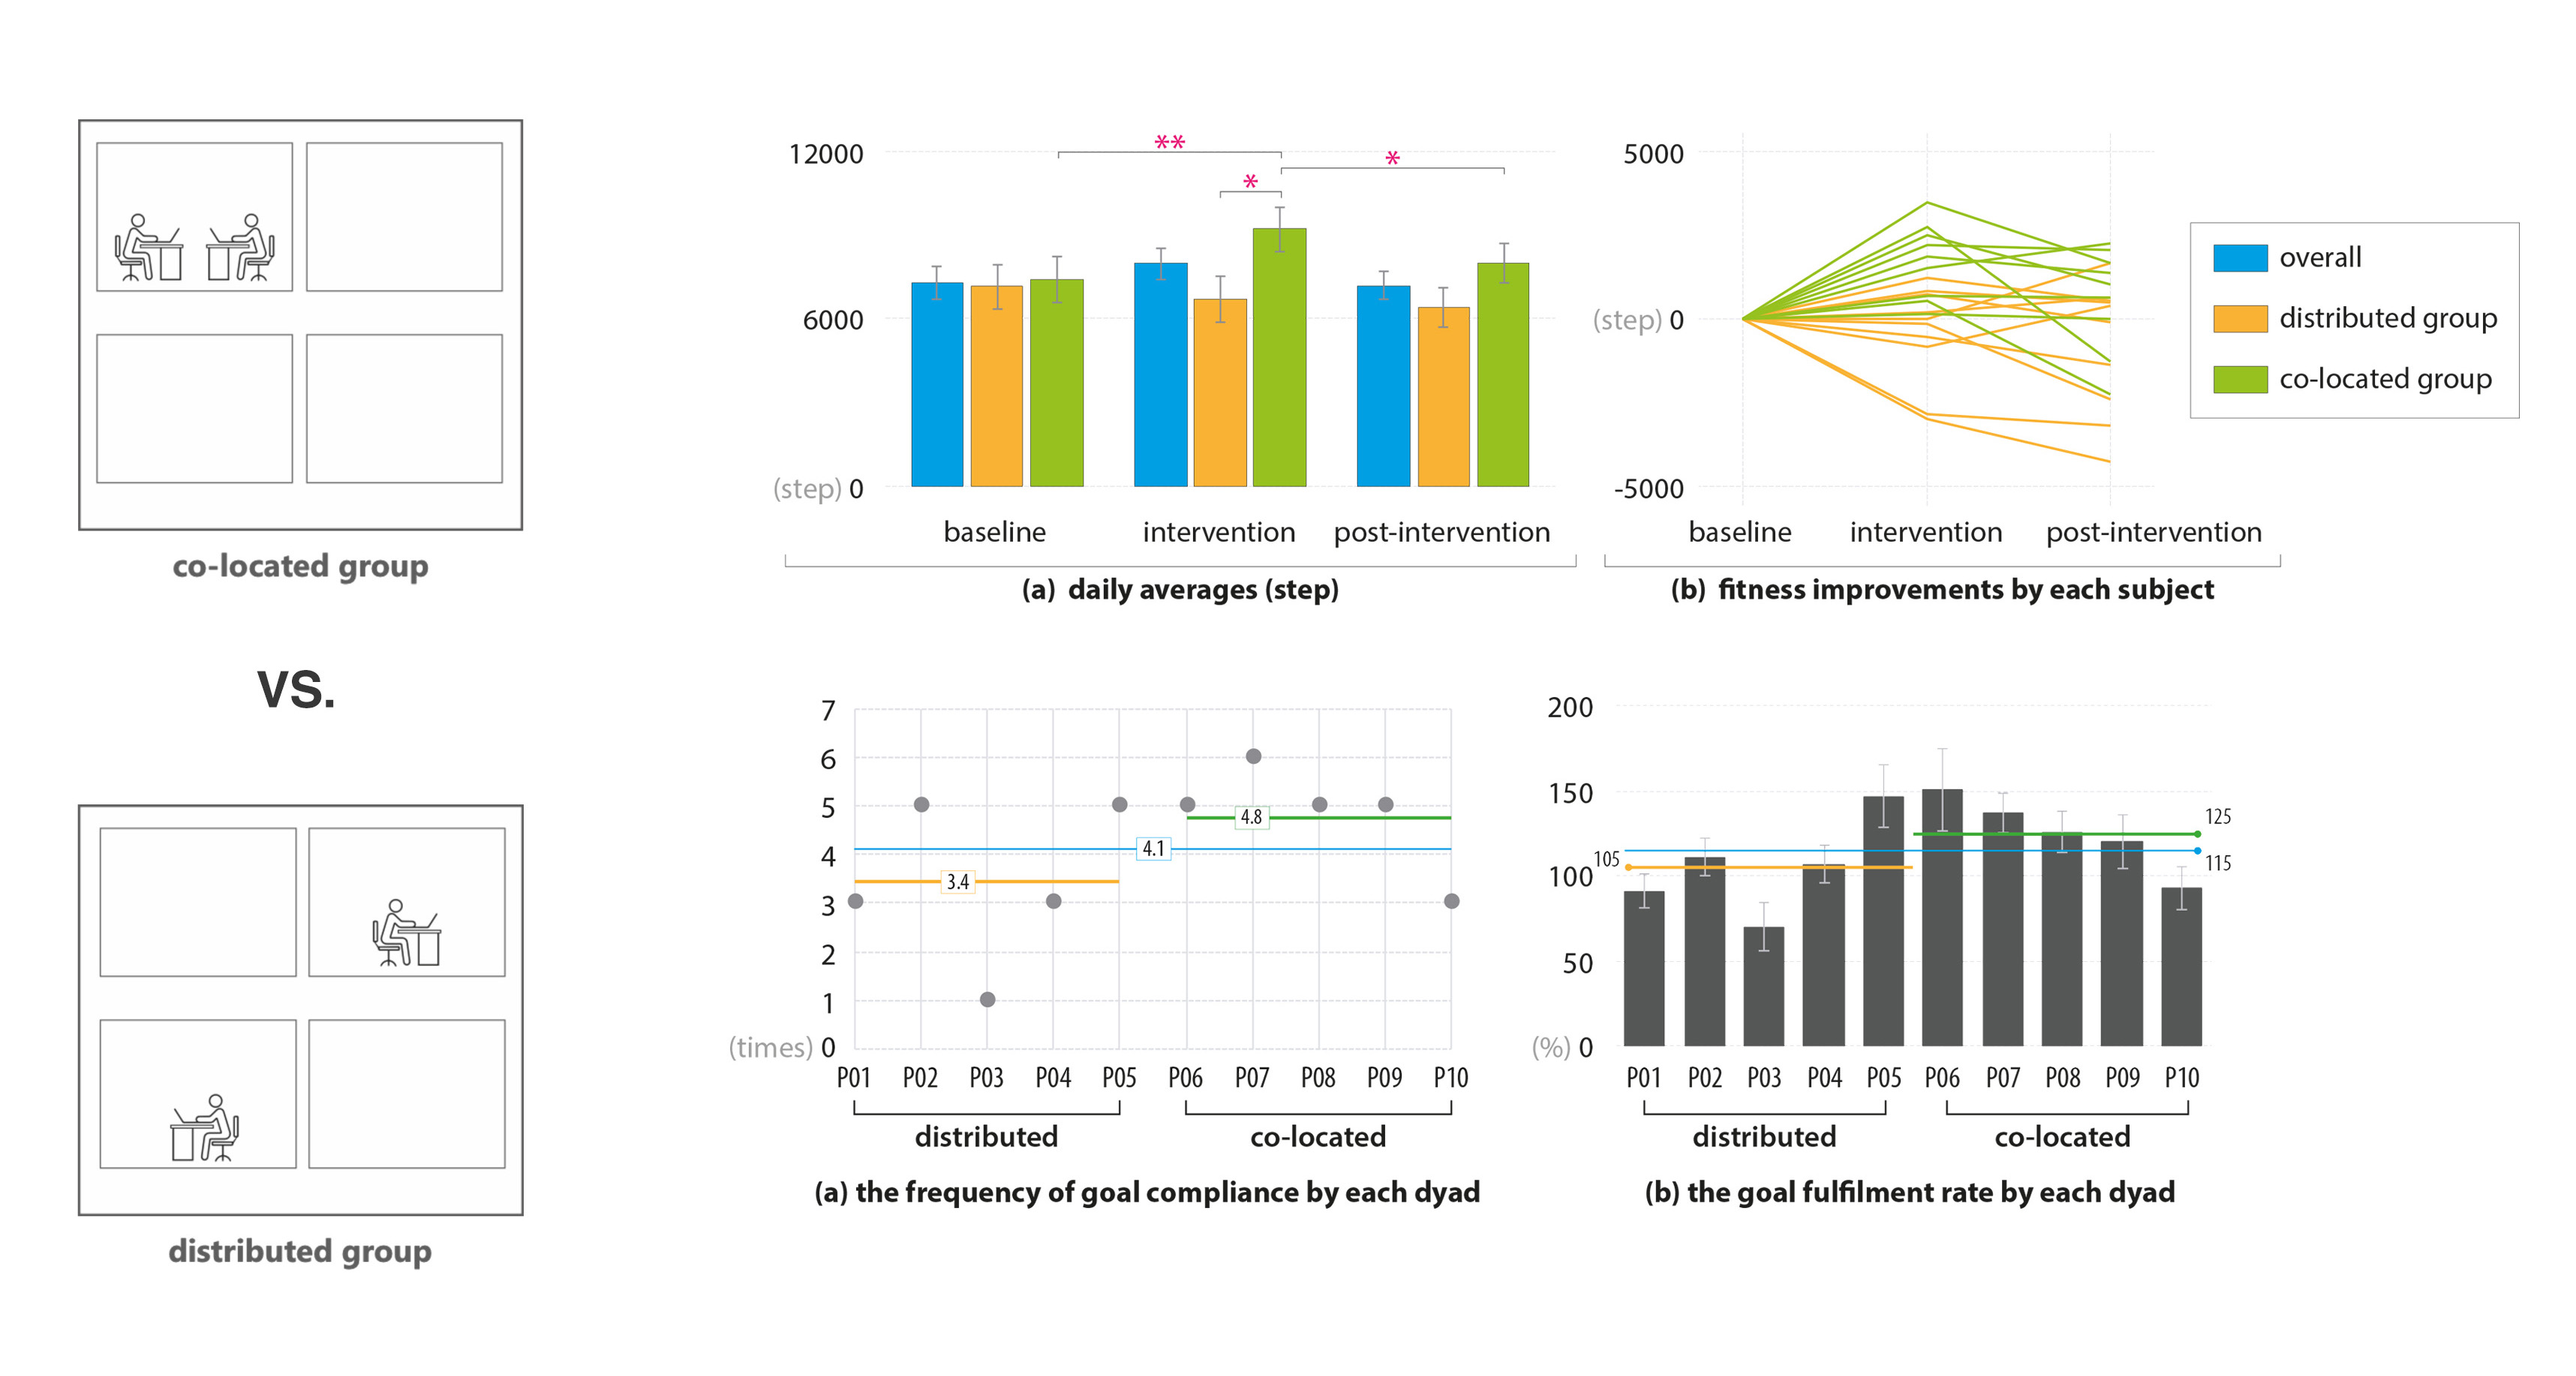 co-located group
VS.
distributed group
12000
6000
(step) 0
**
*
*
baseline
intervention
post-intervention
(a) daily averages (step)
5000
(step) 0
-5000
baseline
intervention
post-intervention
(b) fitness improvements by each subject
overall
distributed group
co-located group
7
6
5
4
3
2
1
(times) 0
4.8
4.1
3.4
P01 P02 P03 P04 P05 P06 P07 P08 P09 P10
distributed
co-located
(a) the frequency of goal compliance by each dyad
200
150
100
50
(%) 0
105
125
115
P01 P02 P03 P04 P05 P06 P07 P08 P09 P10
distributed
co-located
(b) the goal fulfilment rate by each dyad